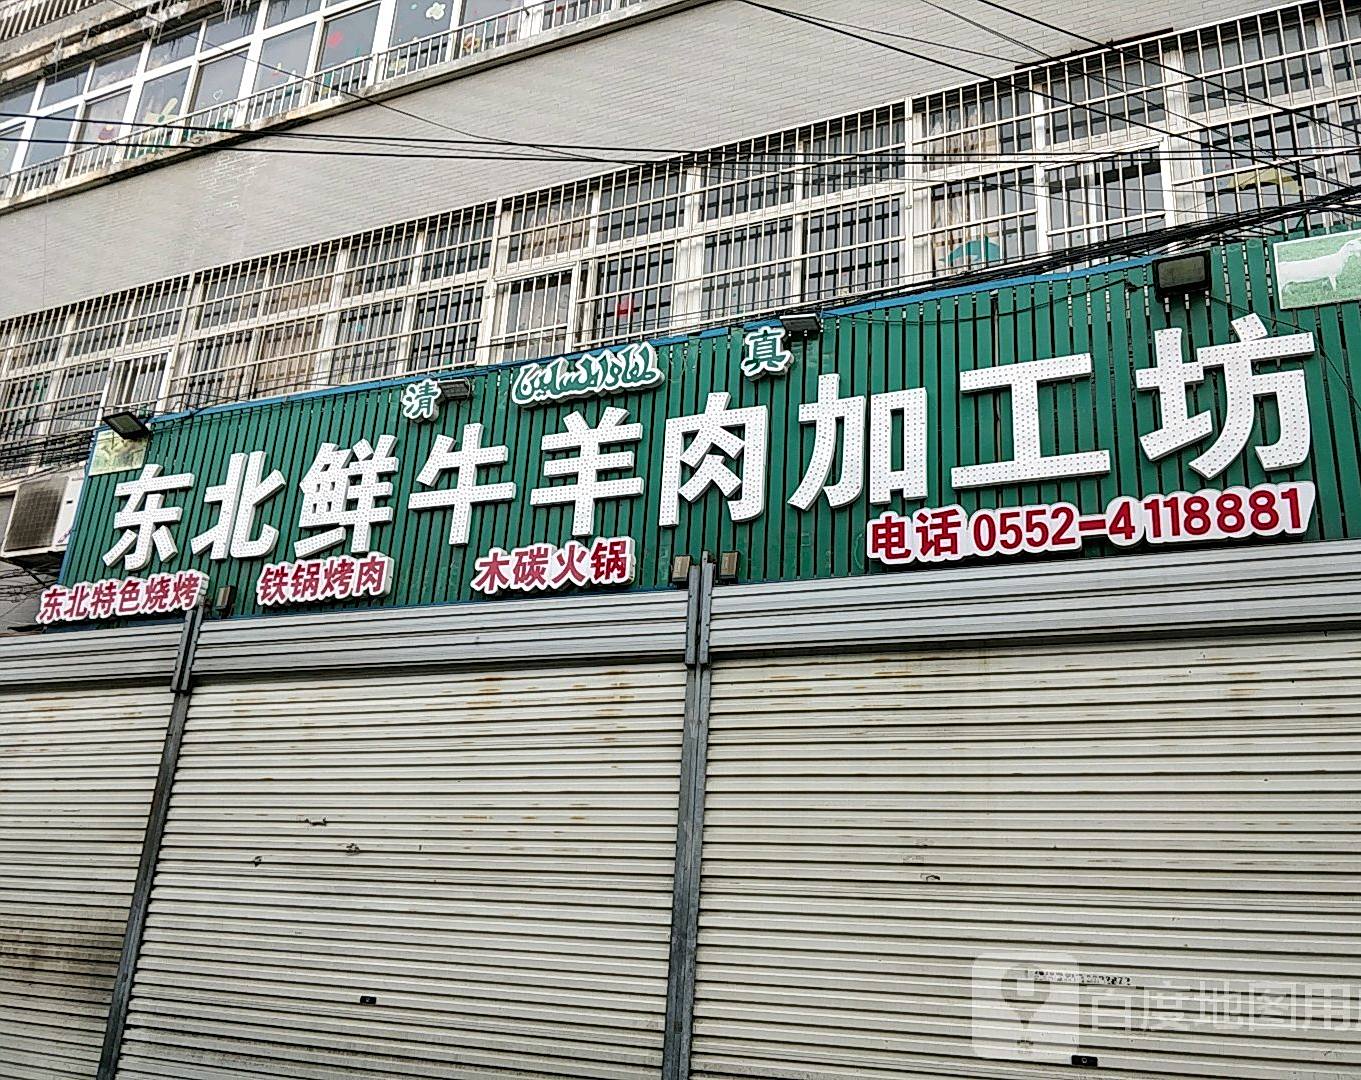 清 真
东北鲜牛羊肉加工坊
电话 0552-4118881
东北特色烧烤 铁锅烤肉 木碳火锅
百度地图用